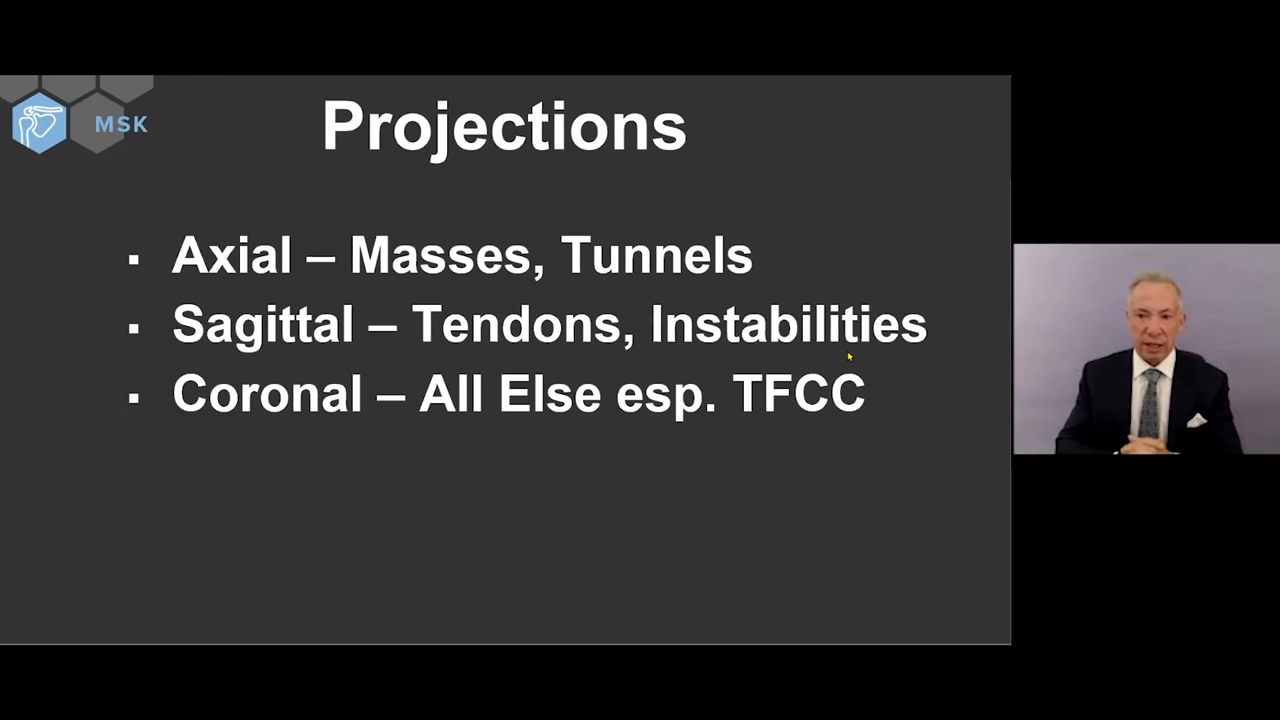 MSK
Projections
▪ Axial – Masses, Tunnels
▪ Sagittal – Tendons, Instabilities
▪ Coronal – All Else esp. TFCC